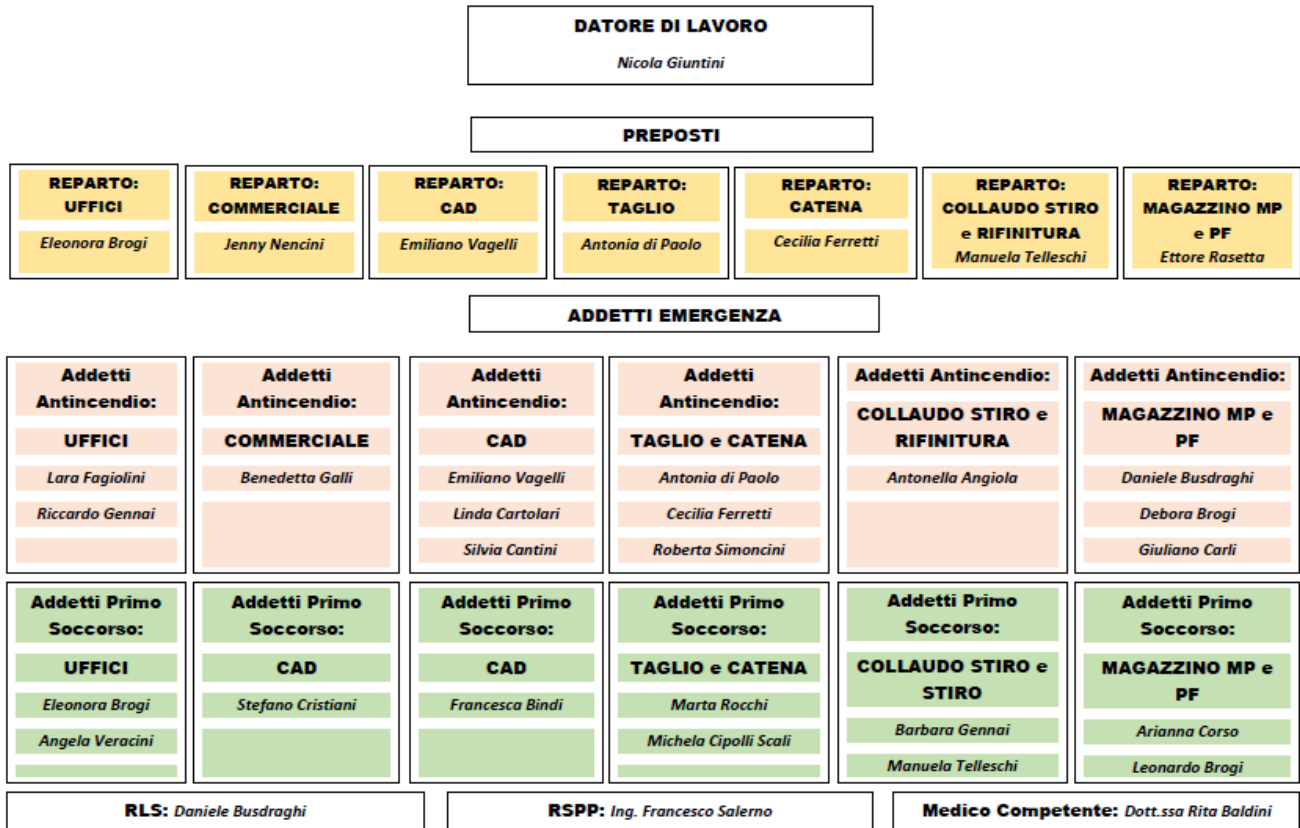 DATORE DI LAVORO
Nicola Giuntini
PREPOSTI
REPARTO:
UFFICI
Eleonora Brogi
REPARTO:
COMMERCIALE
Jenny Nencini
REPARTO:
CAD
Emiliano Vagelli
REPARTO:
TAGLIO
Antonia di Paolo
REPARTO:
CATENA
Cecilia Ferretti
REPARTO:
COLLAUDO STIRO
e RIFINITURA
Manuela Telleschi
REPARTO:
MAGAZZINO MP
e PF
Ettore Rasetta
ADDETTI EMERGENZA
Addetti
Antincendio:
UFFICI
Lara Fagiolini
Riccardo Gennai
Addetti
Antincendio:
COMMERCIALE
Benedetta Galli
Addetti
Antincendio:
CAD
Emiliano Vagelli
Linda Cartolari
Silvia Cantini
Addetti
Antincendio:
TAGLIO e CATENA
Antonia di Paolo
Cecilia Ferretti
Roberta Simoncini
Addetti Antincendio:
COLLAUDO STIRO e
RIFINITURA
Antonella Angiola
Addetti Antincendio:
MAGAZZINO MP e
PF
Daniele Busdraghi
Debora Brogi
Giuliano Carli
Addetti Primo
Soccorso:
UFFICI
Eleonora Brogi
Angela Veracini
Addetti Primo
Soccorso:
CAD
Stefano Cristiani
Addetti Primo
Soccorso:
CAD
Francesca Bindi
Addetti Primo
Soccorso:
TAGLIO e CATENA
Marta Rocchi
Michela Cipolli Scali
Addetti Primo
Soccorso:
COLLAUDO STIRO e
STIRO
Barbara Gennai
Manuela Telleschi
Addetti Primo
Soccorso:
MAGAZZINO MP e
PF
Arianna Corso
Leonardo Brogi
RLS: Daniele Busdraghi
RSPP: Ing. Francesco Salerno
Medico Competente: Dott.ssa Rita Baldini